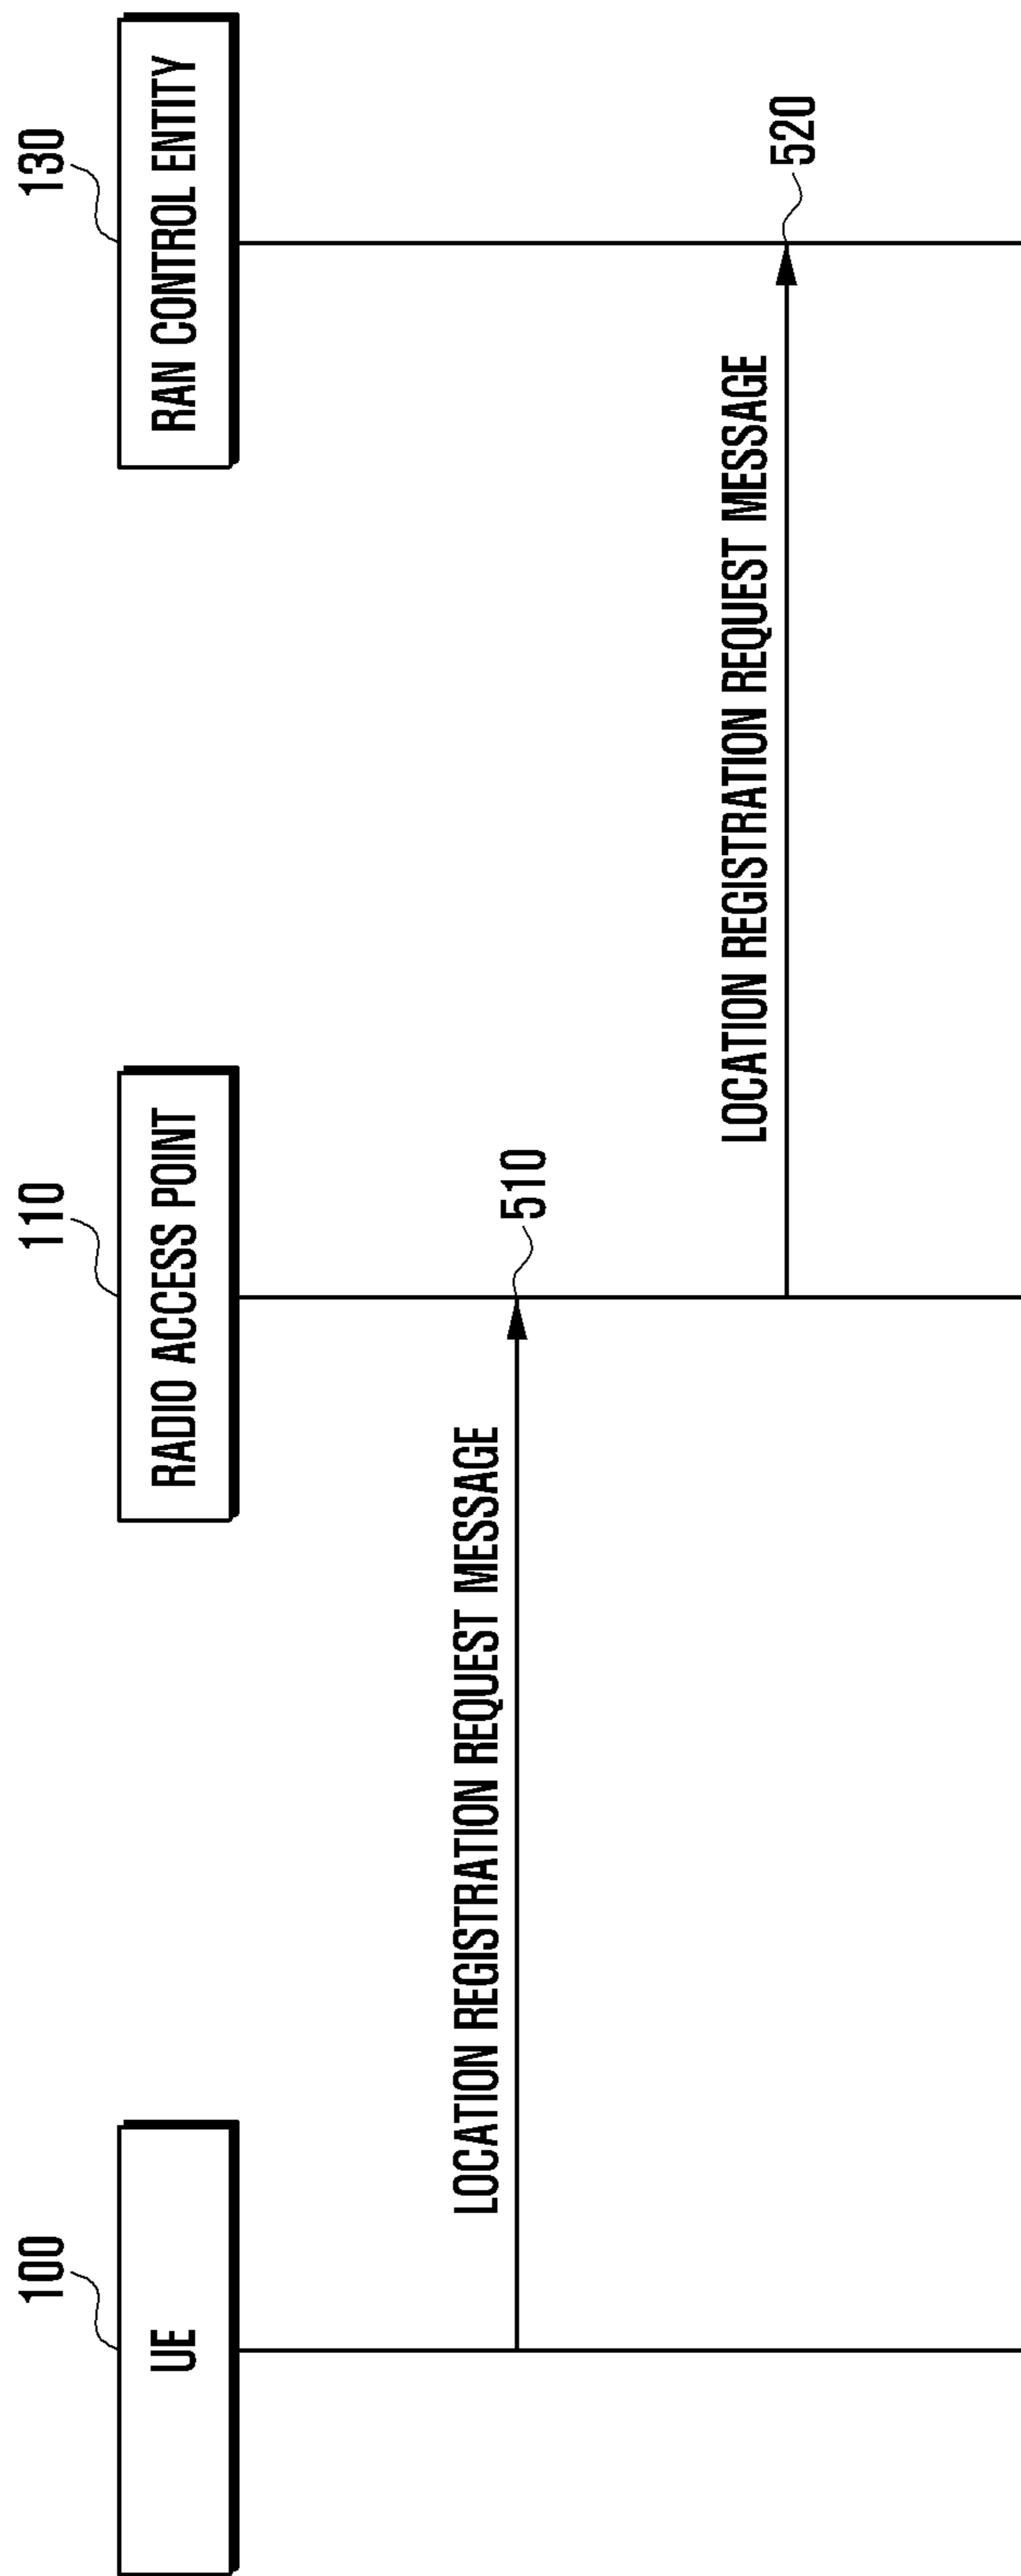 100
110
130
UE
RADIO ACCESS POINT
RAN CONTROL ENTITY
LOCATION REGISTRATION REQUEST MESSAGE
510
LOCATION REGISTRATION REQUEST MESSAGE
520